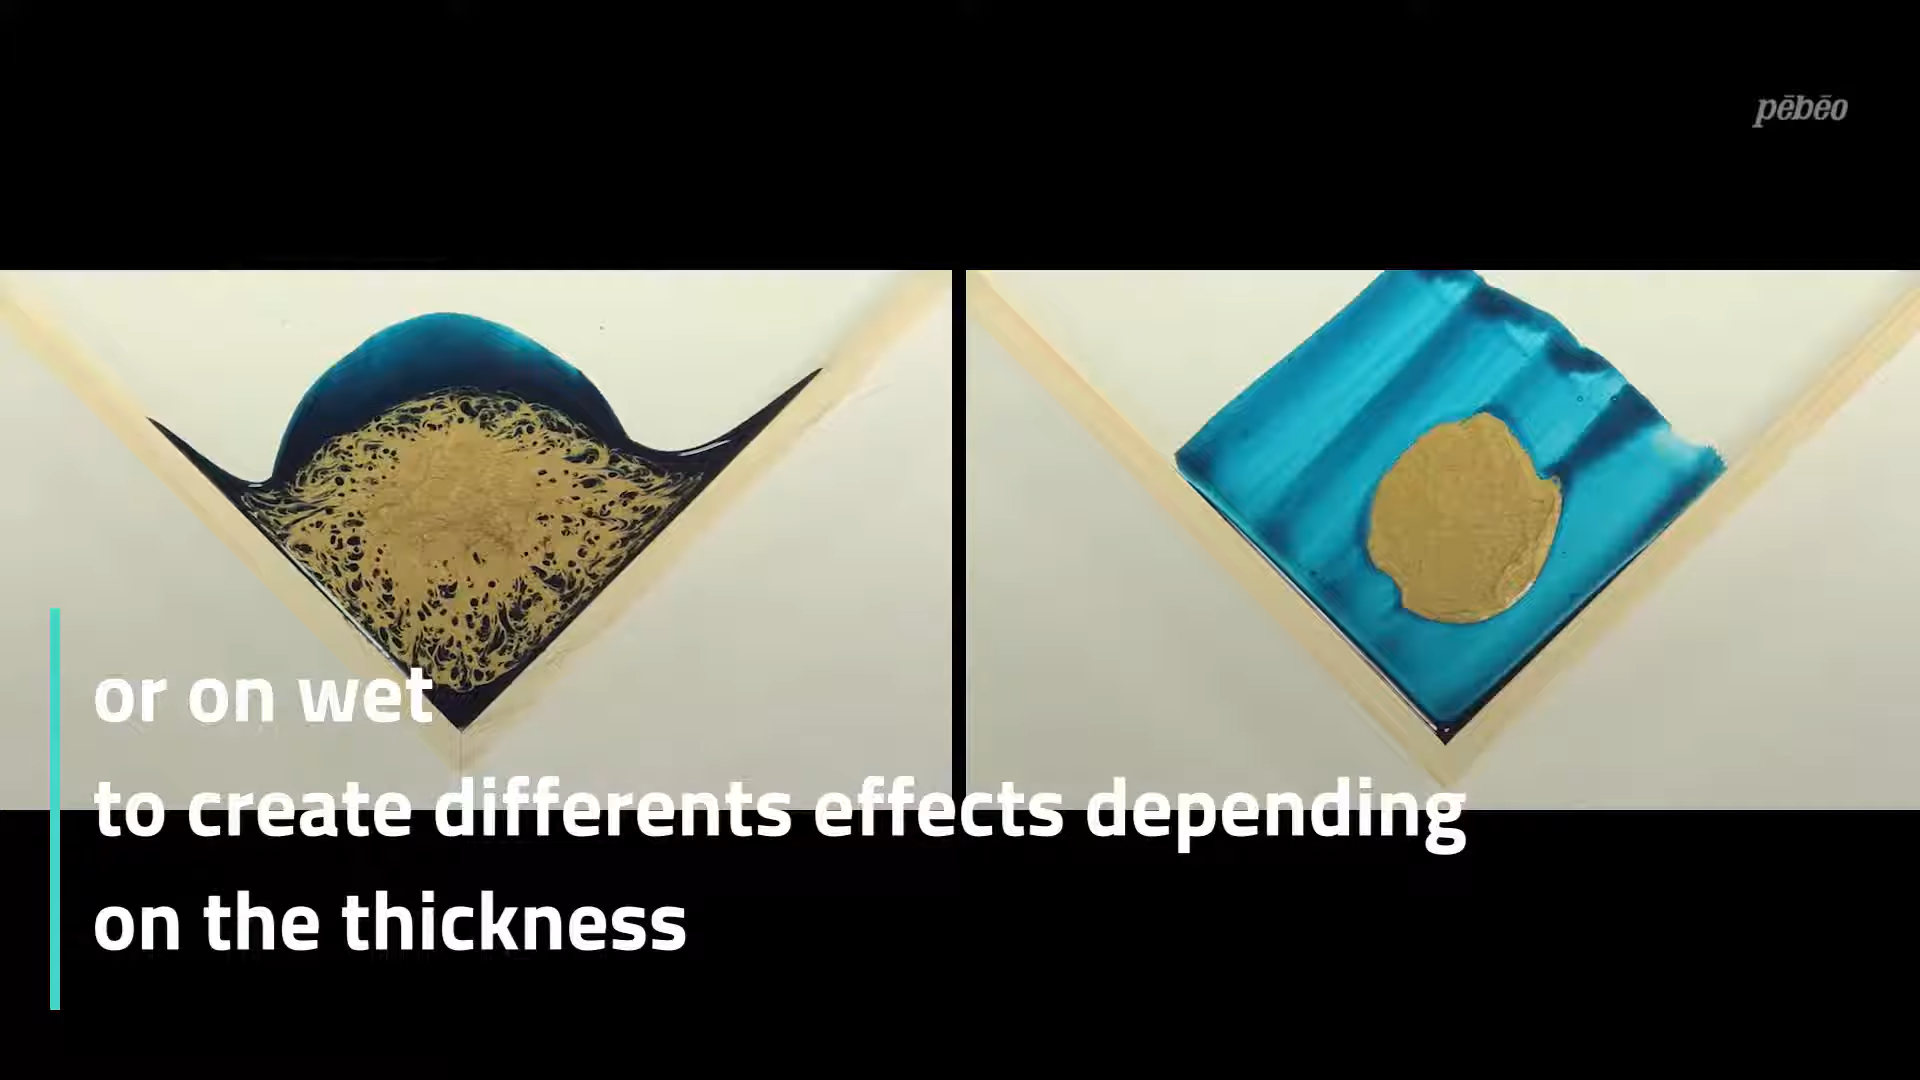 pēbēo
or on wet
to create differents effects depending
on the thickness